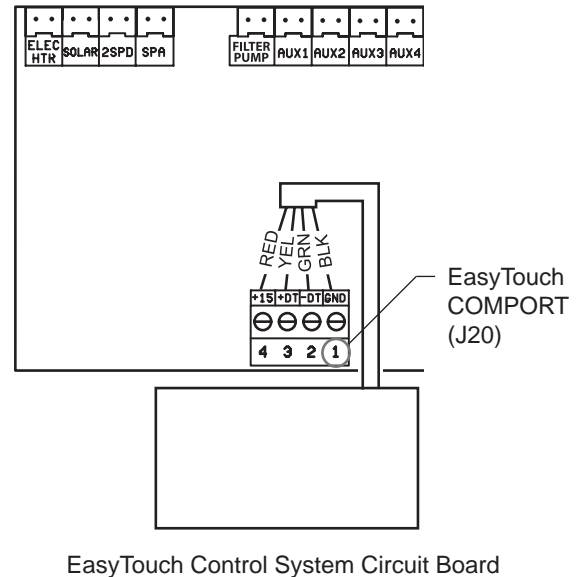 ELEC HTR SOLAR 2SPD SPA FILTER PUMP AUX1 AUX2 AUX3 AUX4
RED YEL GRN BLK
+15 +DT -DT GND
4 3 2 1
EasyTouch
COMPORT
(J20)
EasyTouch Control System Circuit Board